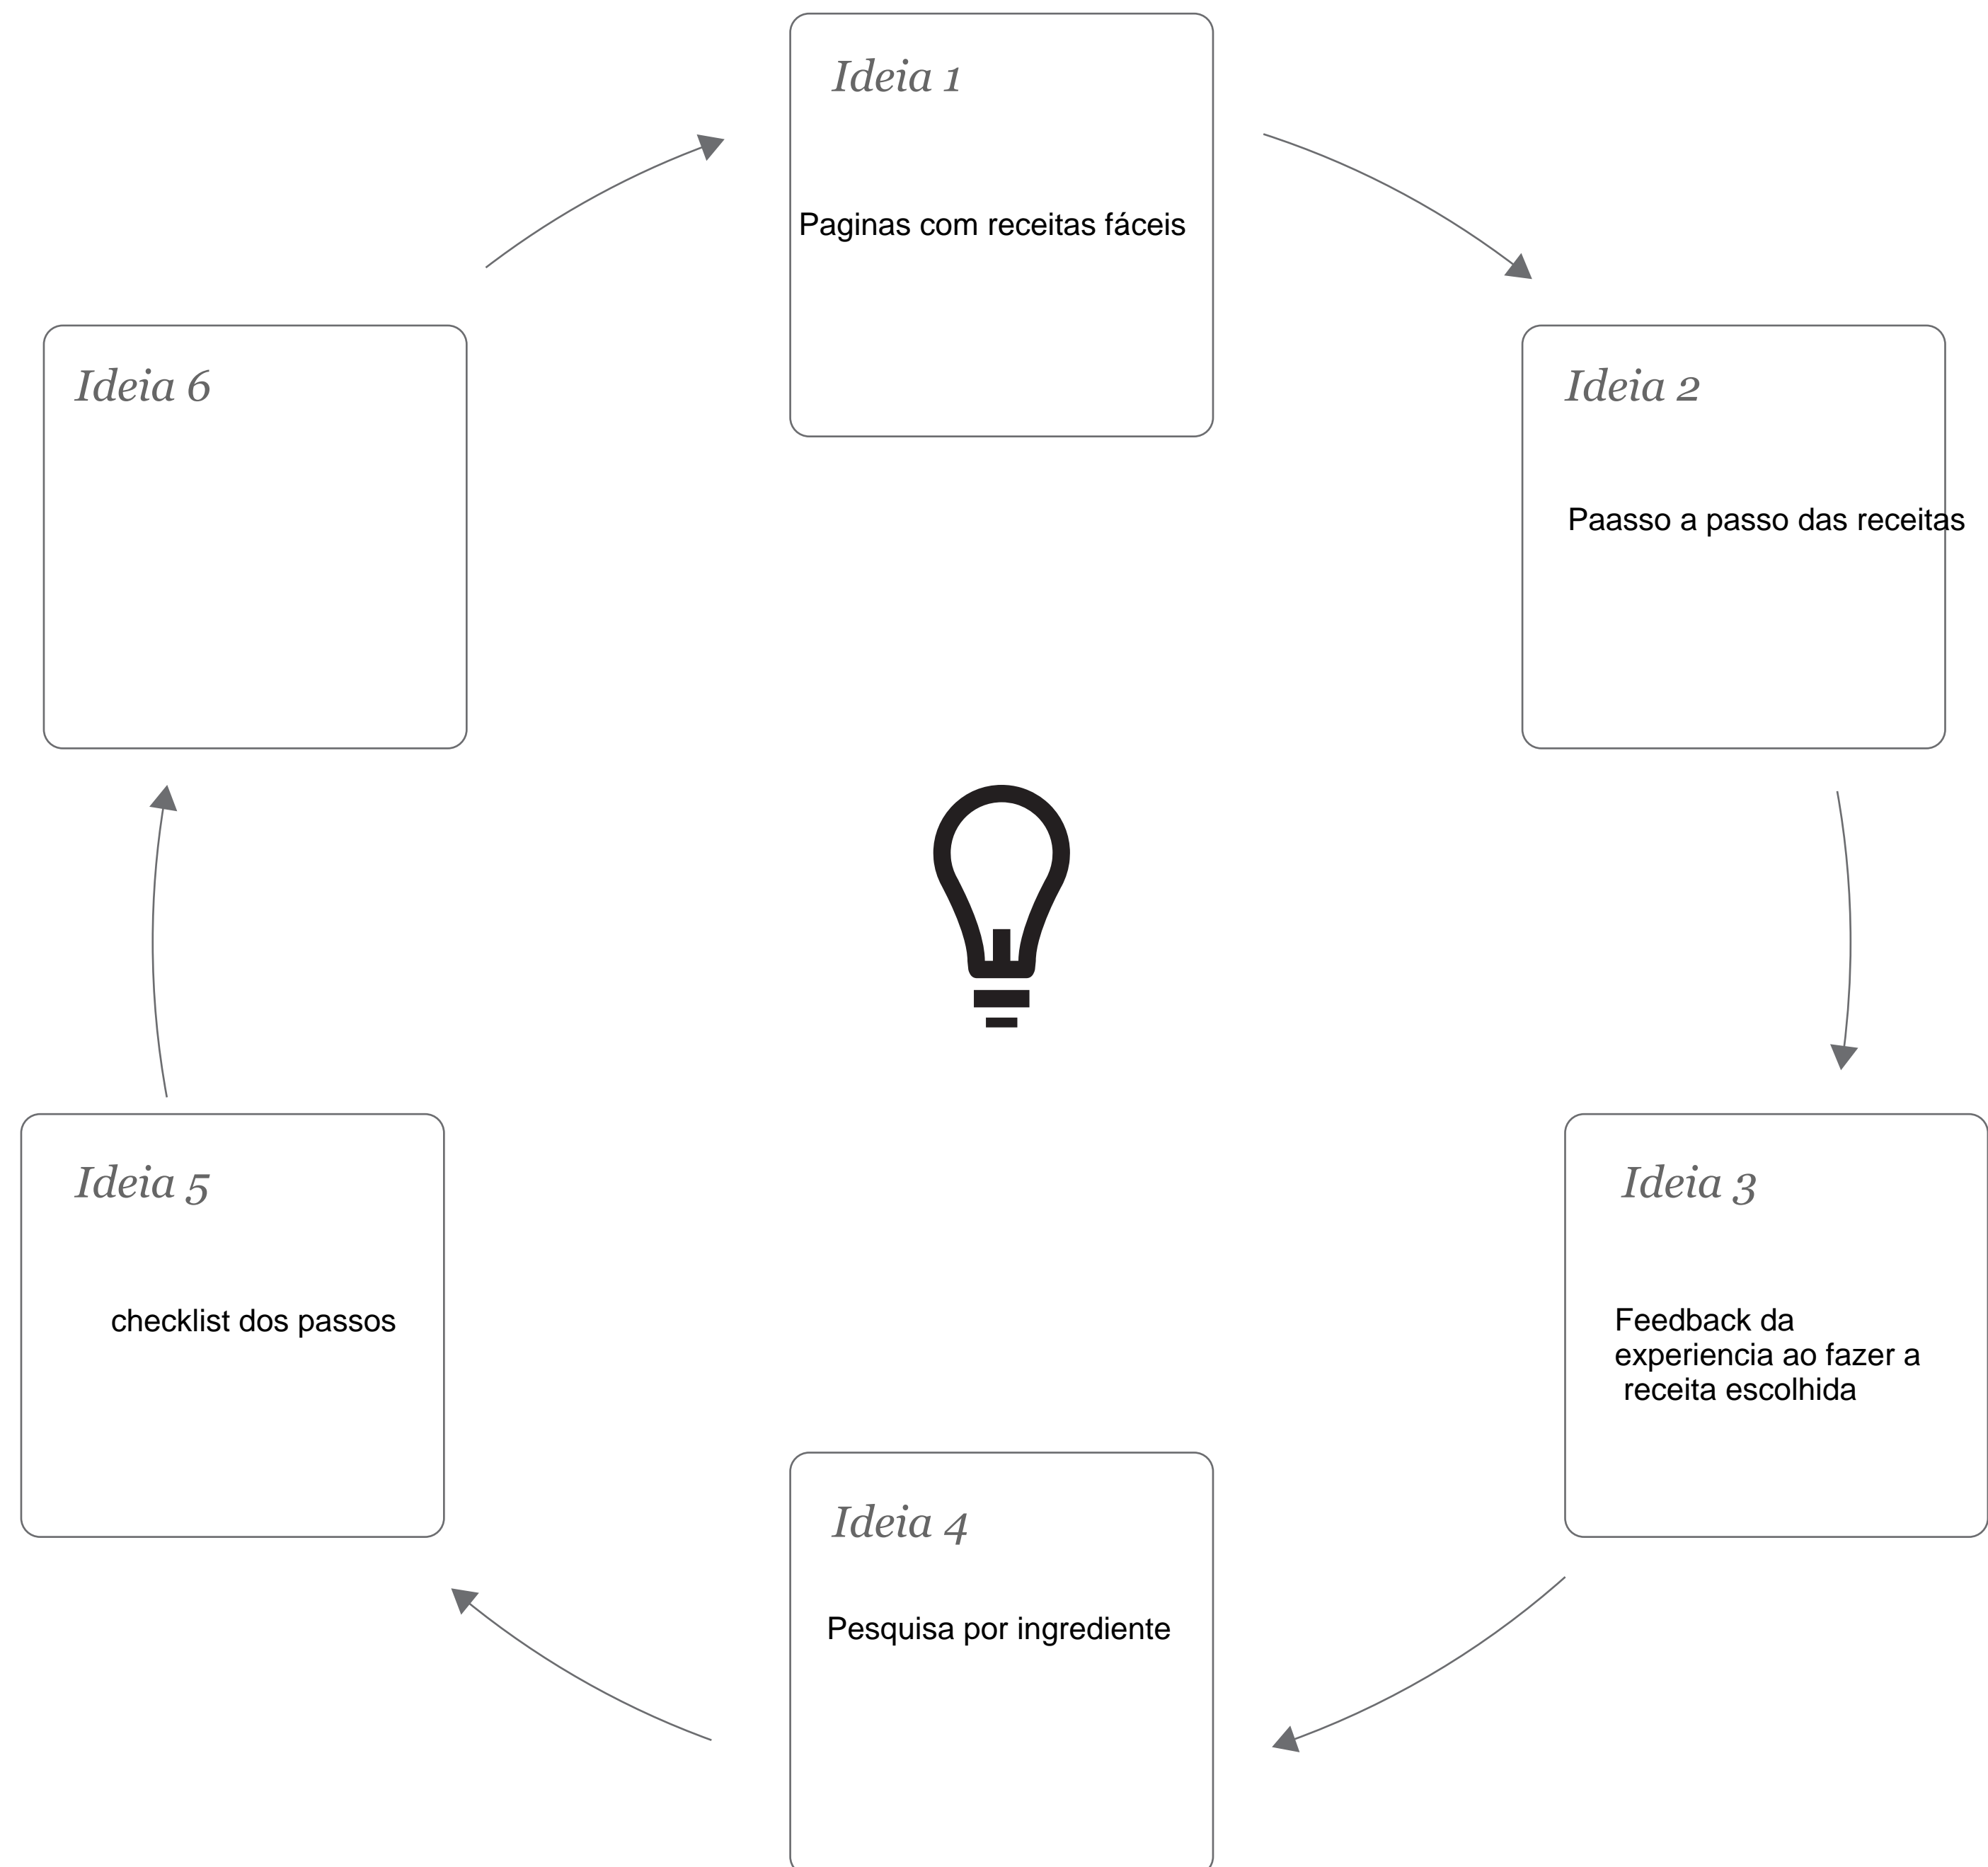 Ideia 1
Paginas com receitas fáceis
Ideia 2
Paasso a passo das receitas
Ideia 3
Feedback da
experiencia ao fazer a
receita escolhida
Ideia 4
Pesquisa por ingrediente
Ideia 5
checklist dos passos
Ideia 6